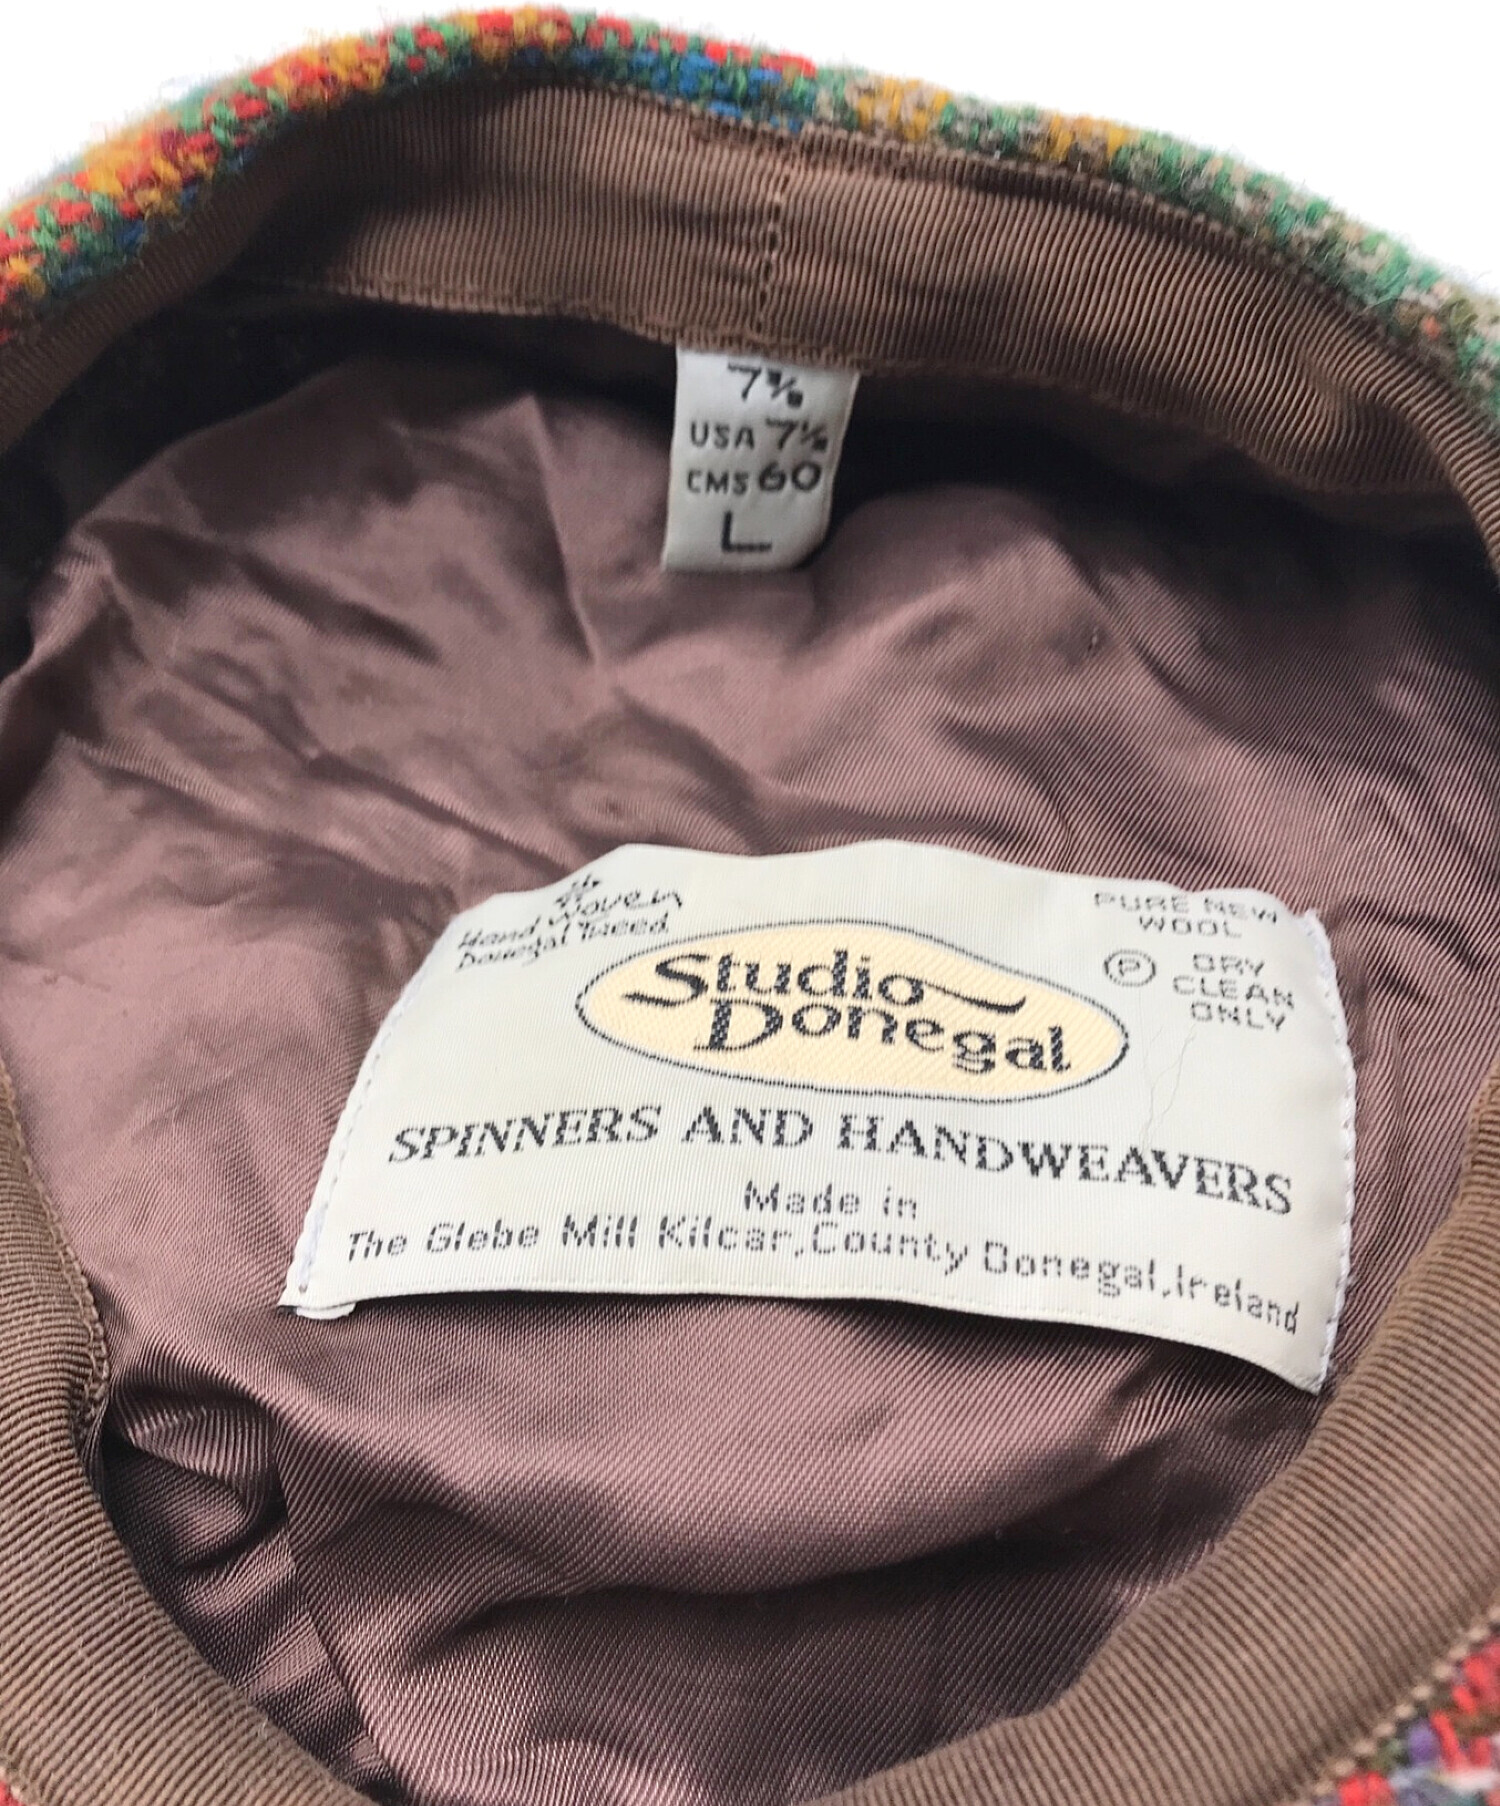 7⅜
USA 7½
CMS 60
L
Hand Woven
Donegal Tweed
Studio
Donegal
PURE NEW
WOOL
Ⓟ DRY
CLEAN
ONLY
SPINNERS AND HANDWEAVERS
Made in
The Glebe Mill Kilcar, County Donegal, Ireland